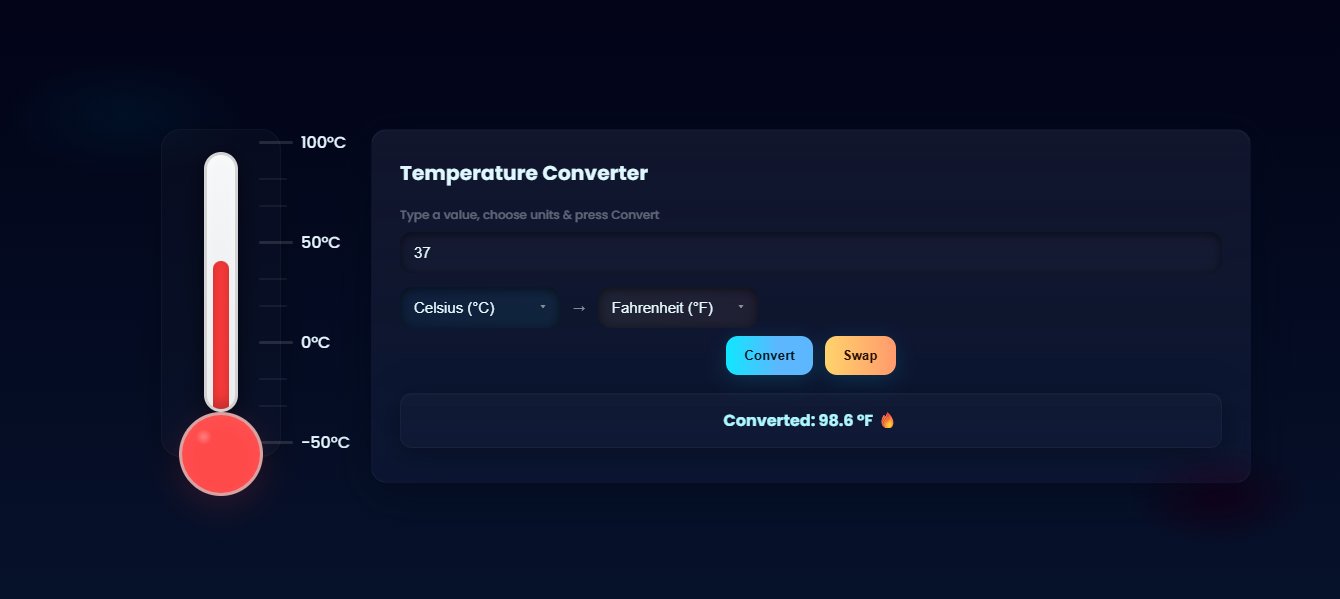 100°C
50°C
0°C
-50°C
Temperature Converter
Type a value, choose units & press Convert
37
Celsius (°C) → Fahrenheit (°F)
Convert Swap
Converted: 98.6 °F 🔥